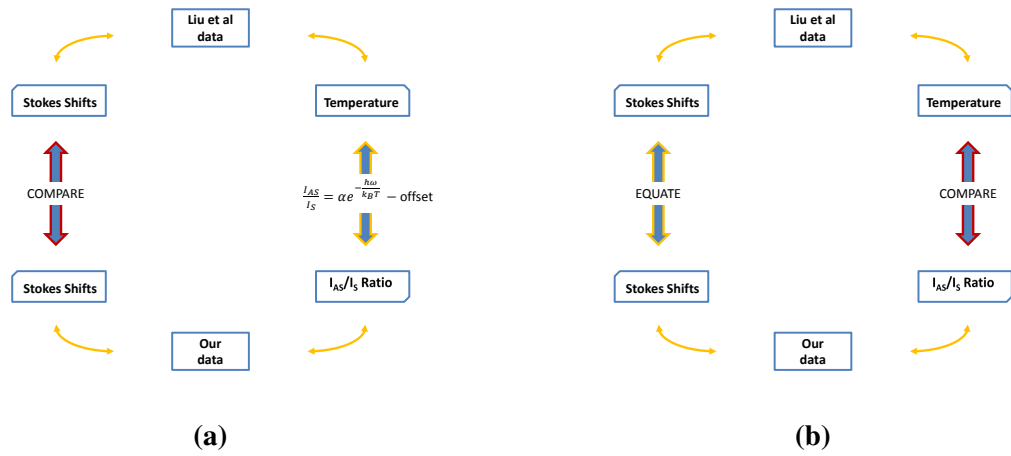 Liu et al
data
Stokes Shifts
Temperature
COMPARE
I_AS/I_S = αe^(-ħω/k_BT) − offset
Stokes Shifts
I_AS/I_S Ratio
Our
data
(a)
Liu et al
data
Stokes Shifts
Temperature
EQUATE
COMPARE
Stokes Shifts
I_AS/I_S Ratio
Our
data
(b)